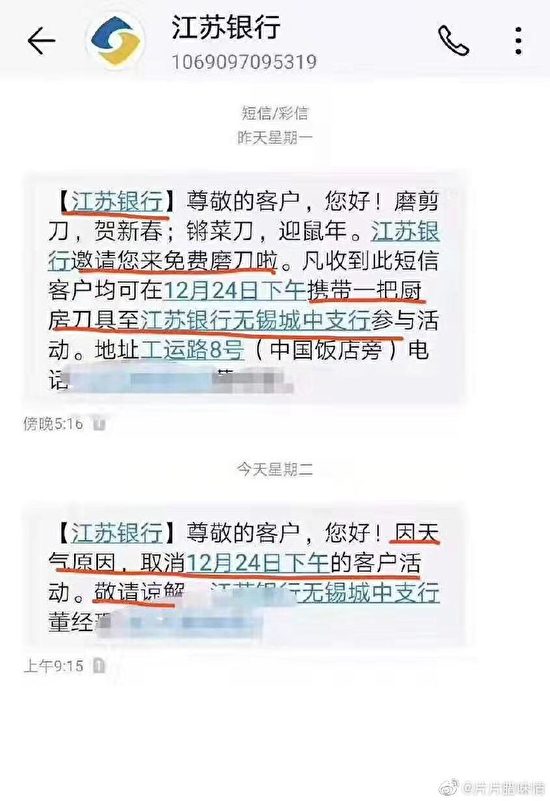 江苏银行
1069097095319
短信/彩信
昨天星期一
【江苏银行】尊敬的客户，您好！磨剪
刀，贺新春；锵菜刀，迎鼠年。江苏银
行邀请您来免费磨刀啦。凡收到此短信
客户均可在12月24日下午携带一把厨
房刀具至江苏银行无锡城中支行参与活
动。地址工运路8号（中国饭店旁）电
话
傍晚5:16 1
今天星期二
【江苏银行】尊敬的客户，您好！因天
气原因，取消12月24日下午的客户活
动。敬请谅解 江苏银行无锡城中支行
董经理
上午9:15 1
@片片腊味情